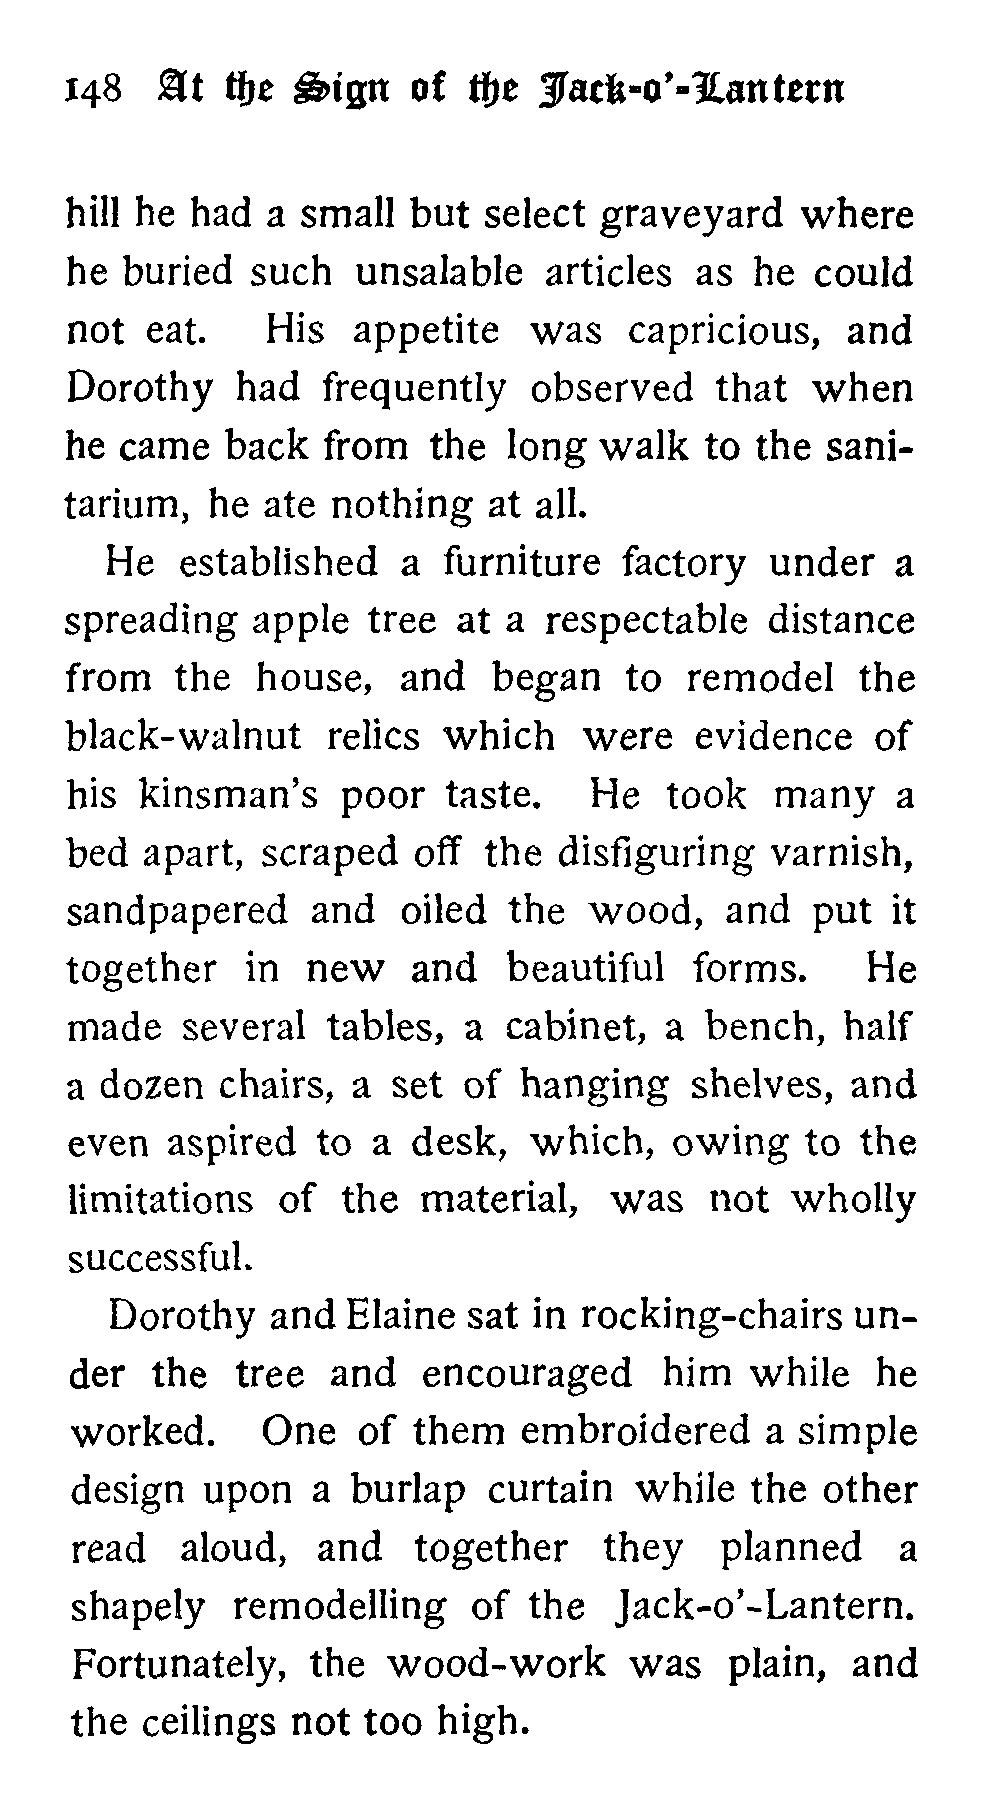 148 At the Sign of the Jack-o'-Lantern
hill he had a small but select graveyard where
he buried such unsalable articles as he could
not eat. His appetite was capricious, and
Dorothy had frequently observed that when
he came back from the long walk to the sani-
tarium, he ate nothing at all.
He established a furniture factory under a
spreading apple tree at a respectable distance
from the house, and began to remodel the
black-walnut relics which were evidence of
his kinsman's poor taste. He took many a
bed apart, scraped off the disfiguring varnish,
sandpapered and oiled the wood, and put it
together in new and beautiful forms. He
made several tables, a cabinet, a bench, half
a dozen chairs, a set of hanging shelves, and
even aspired to a desk, which, owing to the
limitations of the material, was not wholly
successful.
Dorothy and Elaine sat in rocking-chairs un-
der the tree and encouraged him while he
worked. One of them embroidered a simple
design upon a burlap curtain while the other
read aloud, and together they planned a
shapely remodelling of the Jack-o'-Lantern.
Fortunately, the wood-work was plain, and
the ceilings not too high.